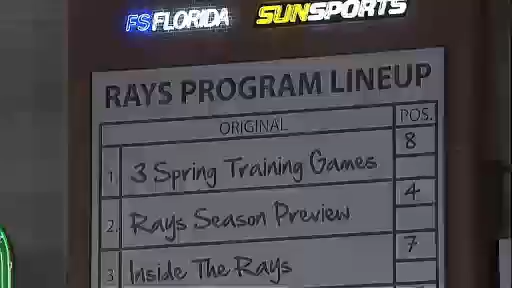 FSFLORIDA SUNSPORTS
RAYS PROGRAM LINEUP
ORIGINAL POS.
1 3 Spring Training Games 8
2. Rays Season Preview 4
3 Inside The Rays 7